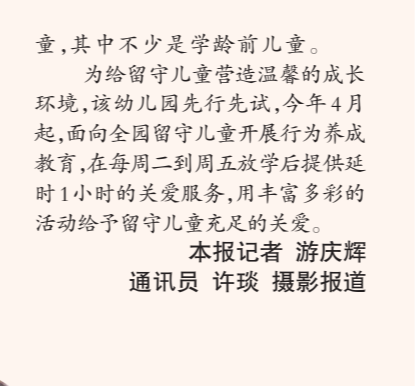 童,其中不少是学龄前儿童。
为给留守儿童营造温馨的成长
环境,该幼儿园先行先试,今年4月
起,面向全园留守儿童开展行为养成
教育,在每周二到周五放学后提供延
时1小时的关爱服务,用丰富多彩的
活动给予留守儿童充足的关爱。
本报记者 游庆辉
通讯员 许琰 摄影报道